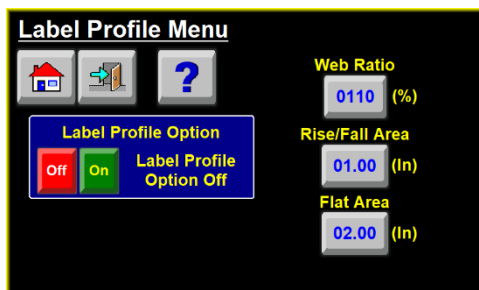 Label Profile Menu
?
Web Ratio
0110 (%)
Label Profile Option
Rise/Fall Area
Off On Label Profile
Option Off
01.00 (In)
Flat Area
02.00 (In)